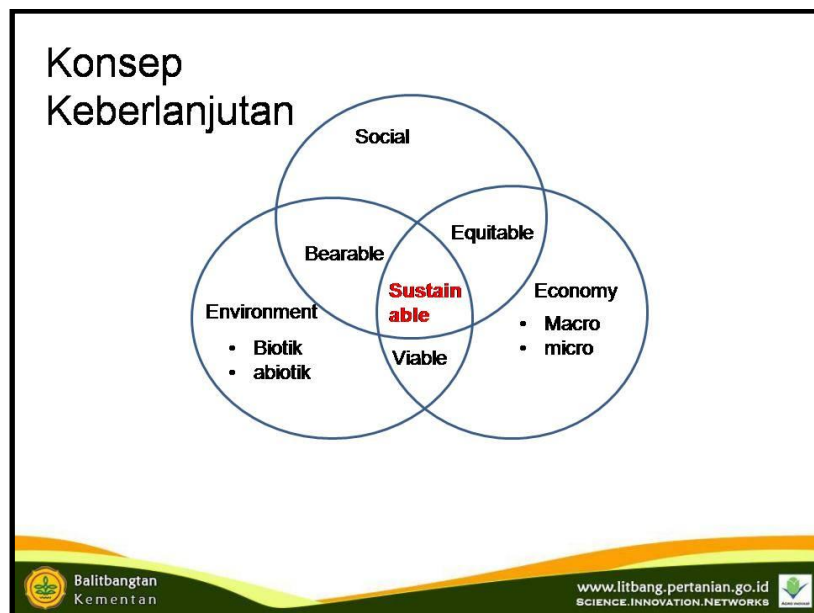 Konsep
Keberlanjutan
Social
Equitable
Bearable
Sustain
able
Economy
• Macro
• micro
Environment
• Biotik
• abiotik
Viable
Balitbangtan
Kementan
www.litbang.pertanian.go.id
SCIENCE.INNOVATION.NETWORKS